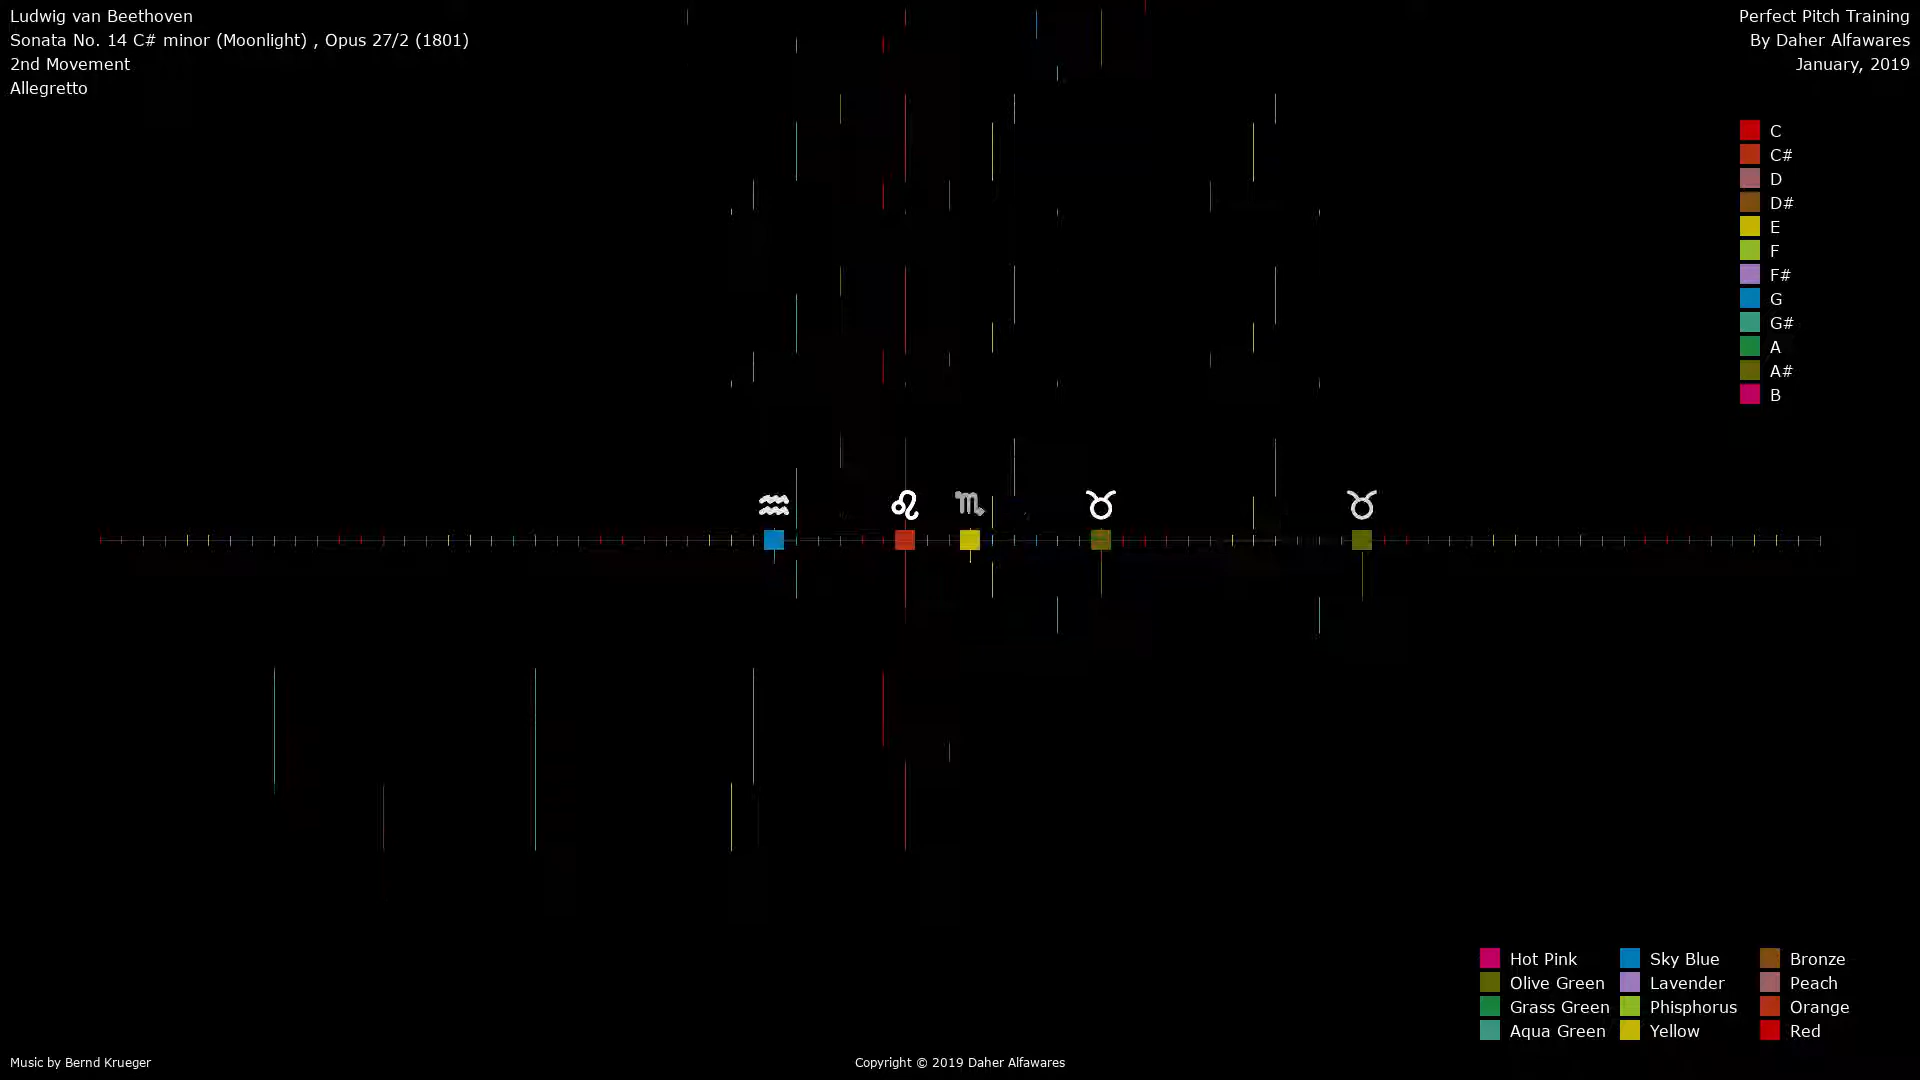 Ludwig van Beethoven
Sonata No. 14 C# minor (Moonlight) , Opus 27/2 (1801)
2nd Movement
Allegretto
Perfect Pitch Training
By Daher Alfawares
January, 2019
C
C#
D
D#
E
F
F#
G
G#
A
A#
B
♒ ♌ ♏ ♉ ♉
Hot Pink Sky Blue Bronze
Olive Green Lavender Peach
Grass Green Phisphorus Orange
Aqua Green Yellow Red
Music by Bernd Krueger
Copyright © 2019 Daher Alfawares